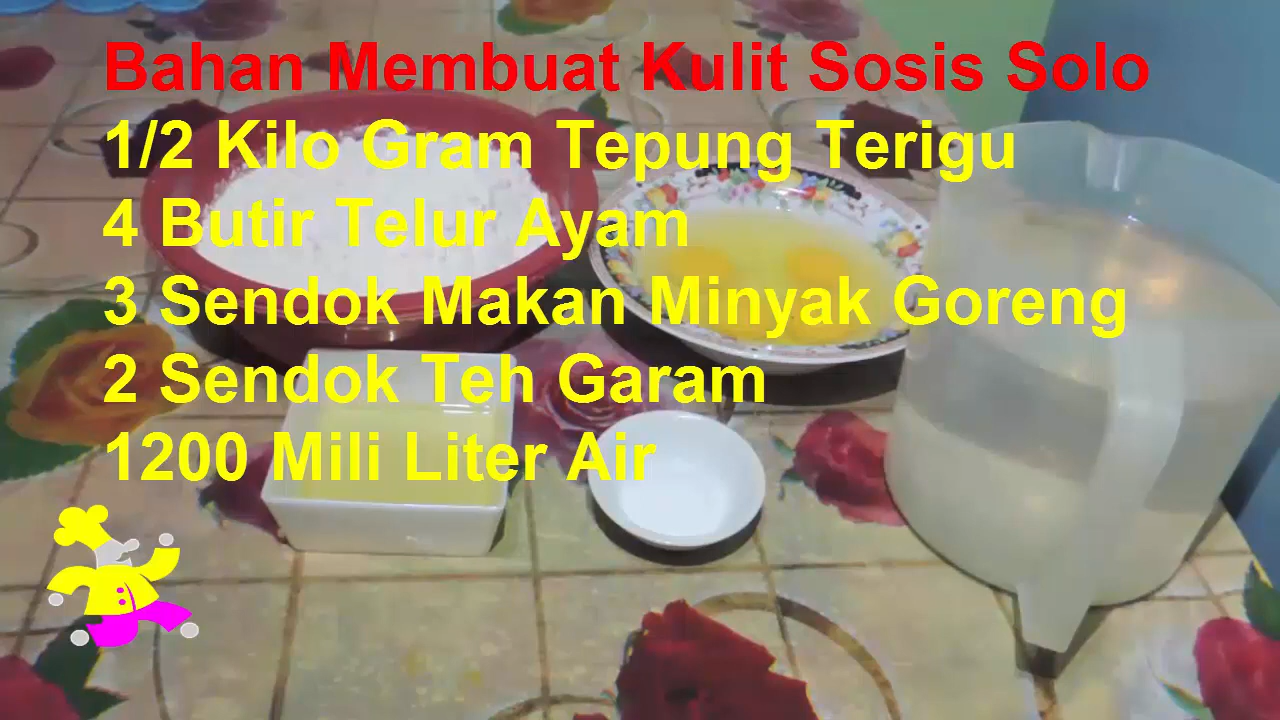 Bahan Membuat Kulit Sosis Solo
1/2 Kilo Gram Tepung Terigu
4 Butir Telur Ayam
3 Sendok Makan Minyak Goreng
2 Sendok Teh Garam
1200 Mili Liter Air